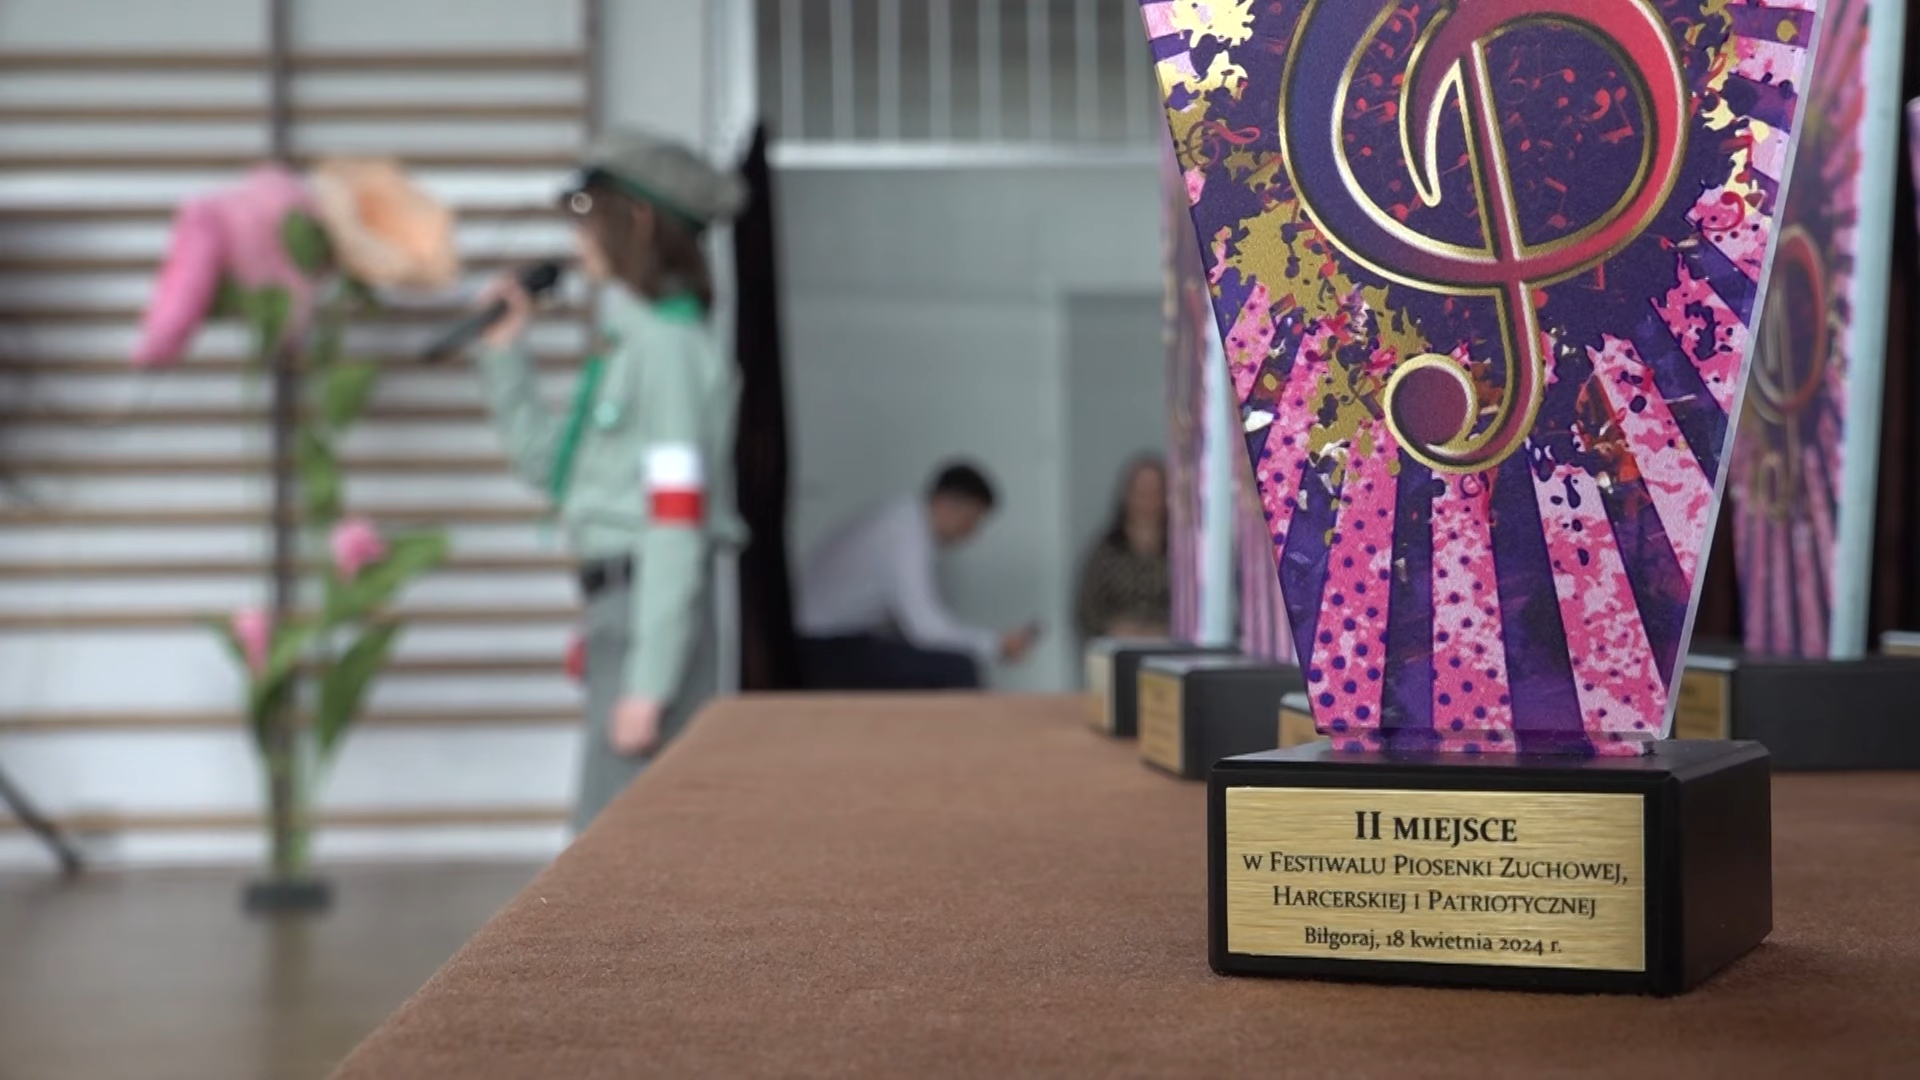 II MIEJSCE
w Festiwalu Piosenki Zuchowej,
Harcerskiej i Patriotycznej
Biłgoraj, 18 kwietnia 2024 r.